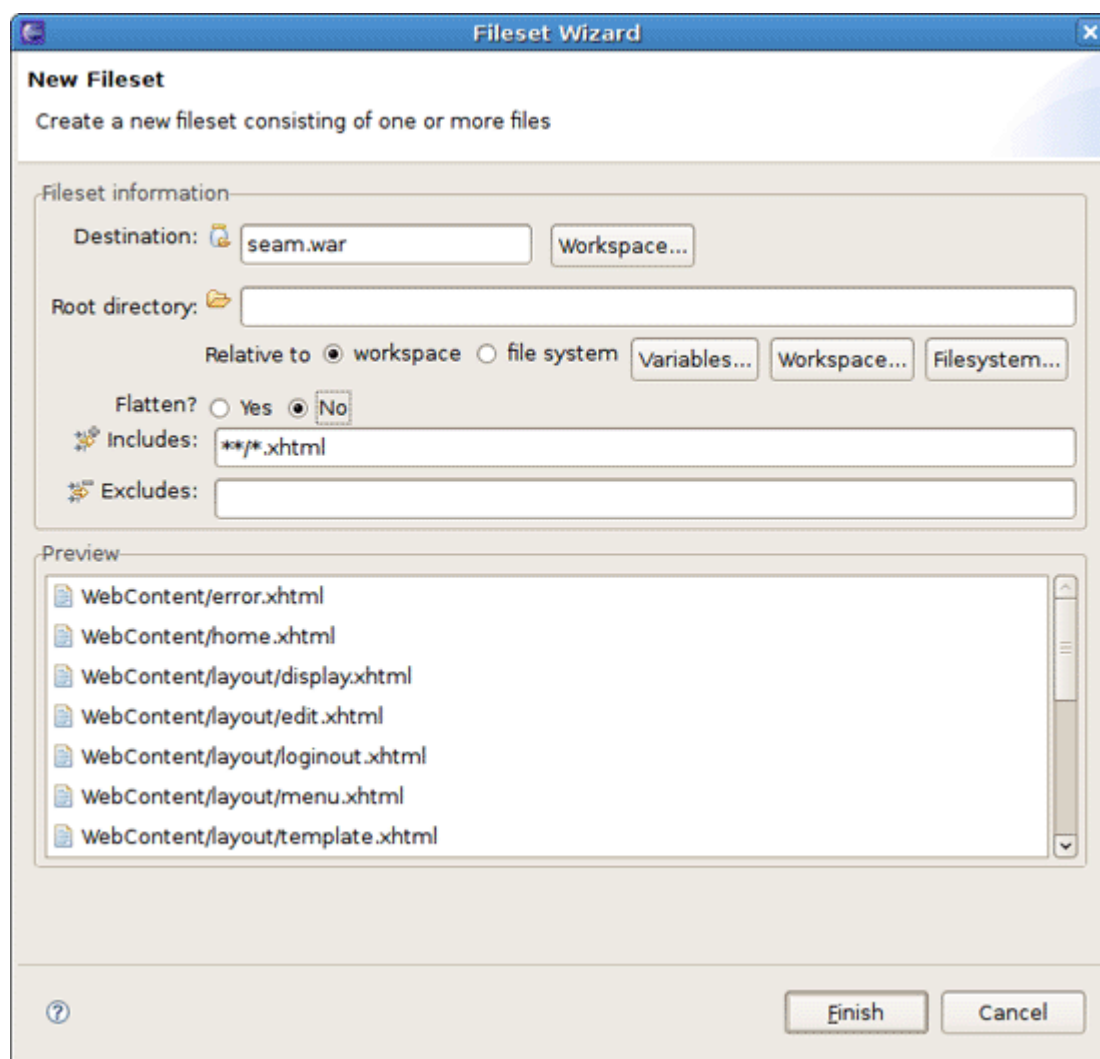 Fileset Wizard
New Fileset
Create a new fileset consisting of one or more files
Fileset information
Destination: seam.war Workspace...
Root directory:
Relative to workspace file system Variables... Workspace... Filesystem...
Flatten? Yes No
Includes: **/*.xhtml
Excludes:
Preview
WebContent/error.xhtml
WebContent/home.xhtml
WebContent/layout/display.xhtml
WebContent/layout/edit.xhtml
WebContent/layout/loginout.xhtml
WebContent/layout/menu.xhtml
WebContent/layout/template.xhtml
? Finish Cancel